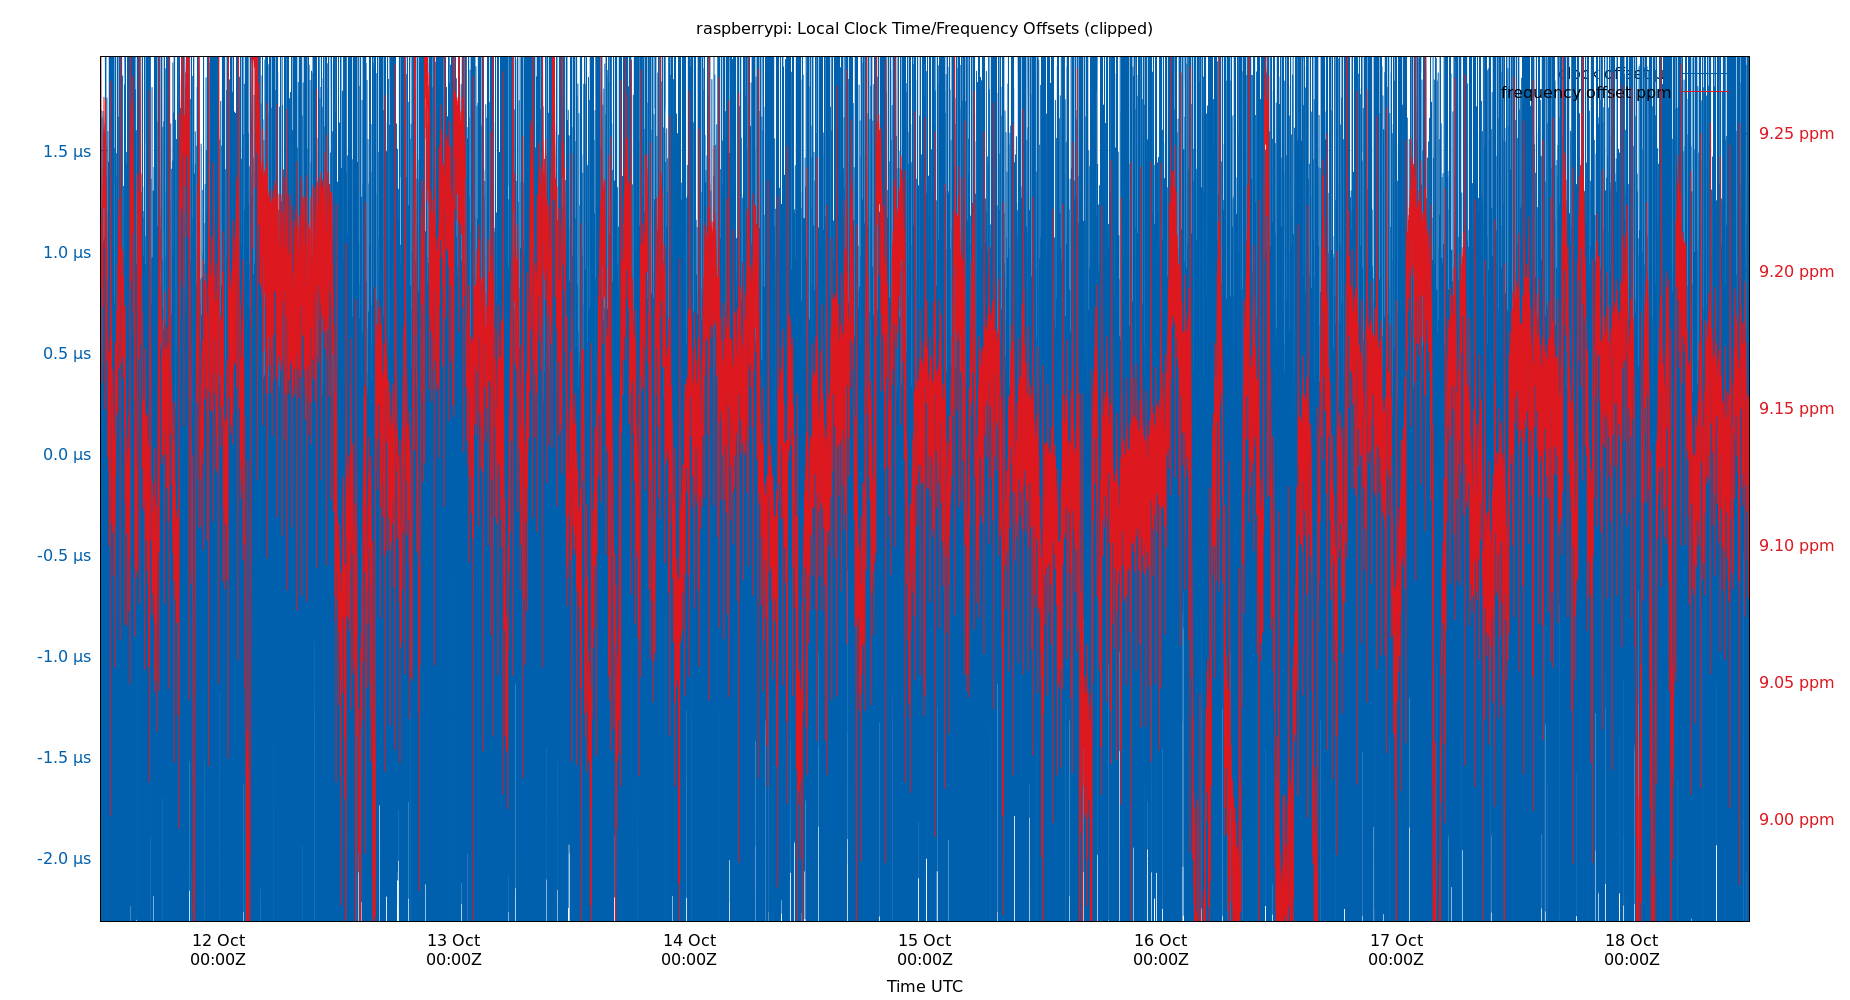 raspberrypi: Local Clock Time/Frequency Offsets (clipped)
clock offset
frequency offset ppm
1.5 µs
1.0 µs
0.5 µs
0.0 µs
-0.5 µs
-1.0 µs
-1.5 µs
-2.0 µs
9.25 ppm
9.20 ppm
9.15 ppm
9.10 ppm
9.05 ppm
9.00 ppm
12 Oct
00:00Z
13 Oct
00:00Z
14 Oct
00:00Z
15 Oct
00:00Z
16 Oct
00:00Z
17 Oct
00:00Z
18 Oct
00:00Z
Time UTC